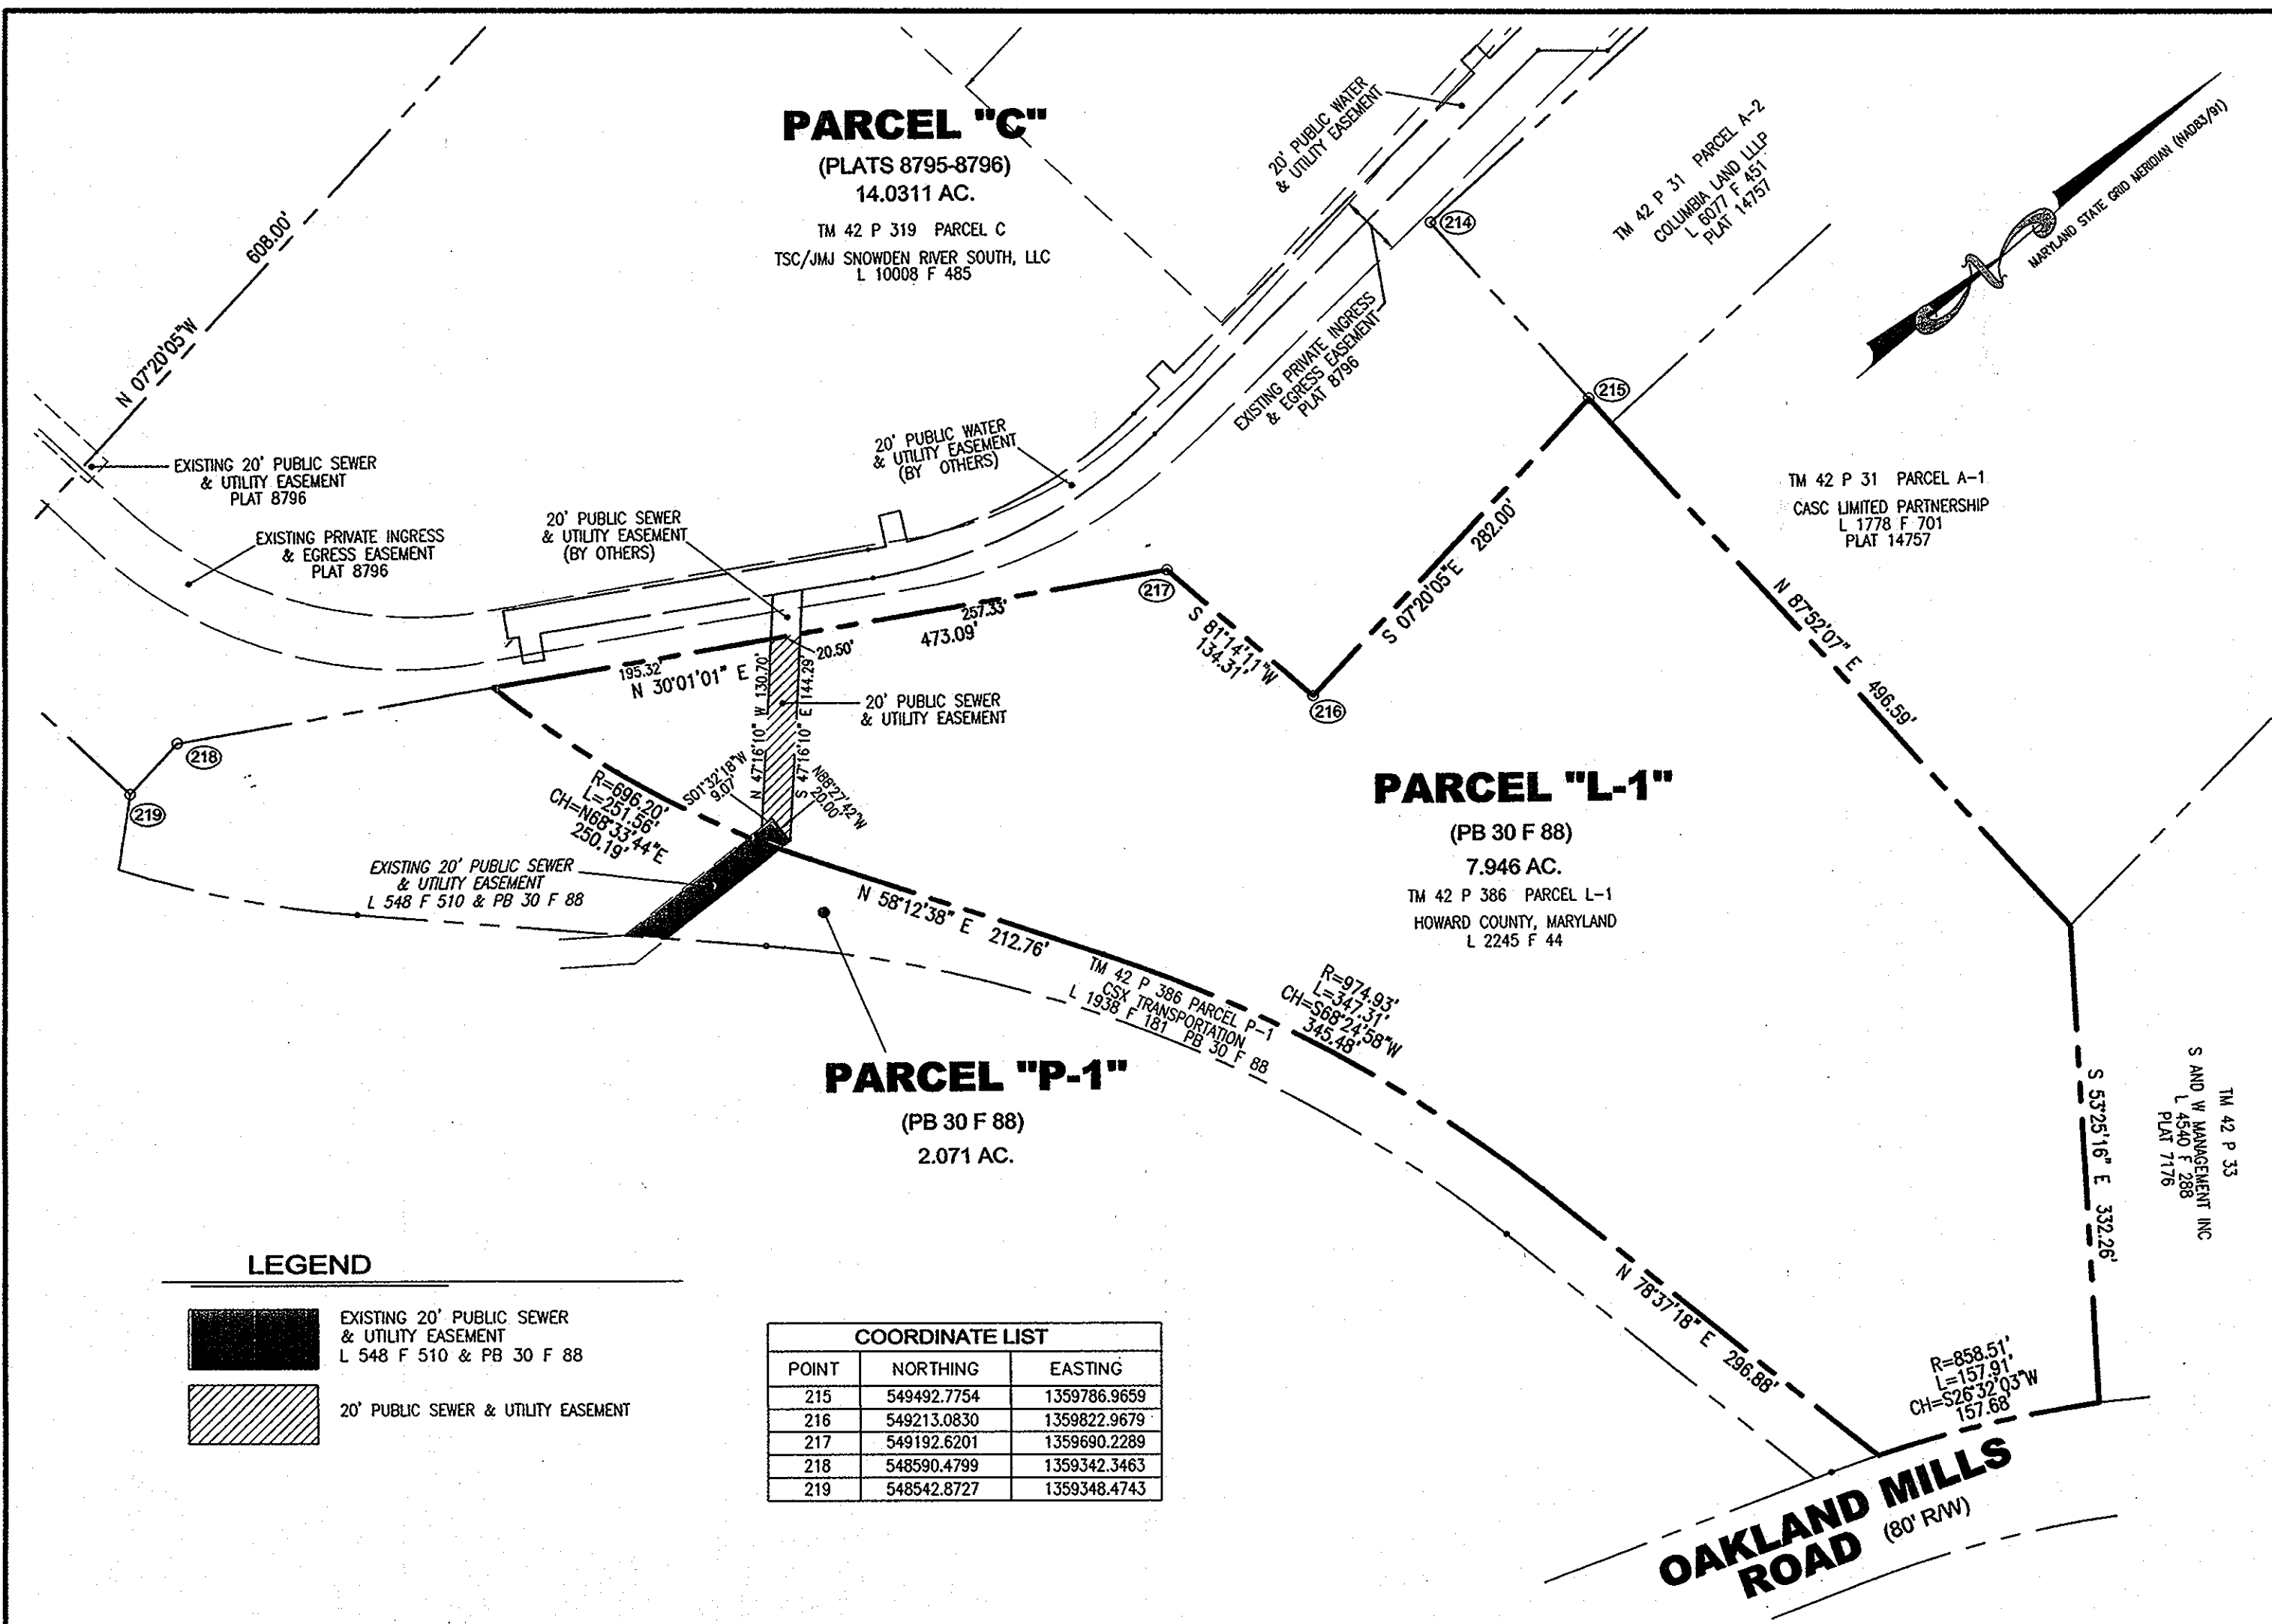 PARCEL "C"
(PLATS 8795-8796)
14.0311 AC.
TM 42 P 319 PARCEL C
TSC/JMJ SNOWDEN RIVER SOUTH, LLC
L 10008 F 485
608.00'
N 07°20'05"W
20' PUBLIC WATER
& UTILITY EASEMENT
214
TM 42 P 31 PARCEL A-2
COLUMBIA LAND LLLP
L 6077 F 451
PLAT 14757
MARYLAND STATE GRID MERIDIAN (NAD83/91)
EXISTING PRIVATE INGRESS
& EGRESS EASEMENT
PLAT 8796
215
EXISTING 20' PUBLIC SEWER
& UTILITY EASEMENT
PLAT 8796
EXISTING PRIVATE INGRESS
& EGRESS EASEMENT
PLAT 8796
20' PUBLIC SEWER
& UTILITY EASEMENT
(BY OTHERS)
20' PUBLIC WATER
& UTILITY EASEMENT
(BY OTHERS)
TM 42 P 31 PARCEL A-1
CASC LIMITED PARTNERSHIP
L 1778 F 701
PLAT 14757
S 07°20'05"E 282.00'
N 87°52'07" E 496.59'
217
S 81°14'11"W
134.31'
216
257.33'
473.09'
20.50'
195.32'
N 30°01'01" E
N 47°16'10" W 130.70'
S 47°16'10" E 144.29'
20' PUBLIC SEWER
& UTILITY EASEMENT
218
219
S01°32'18"W
9.07'
N88°27'42"W
20.00'
R=696.20'
L=251.56'
CH=N68°33'44"E
250.19'
EXISTING 20' PUBLIC SEWER
& UTILITY EASEMENT
L 548 F 510 & PB 30 F 88
PARCEL "L-1"
(PB 30 F 88)
7.946 AC.
TM 42 P 386 PARCEL L-1
HOWARD COUNTY, MARYLAND
L 2245 F 44
N 58°12'38" E 212.76'
TM 42 P 386 PARCEL P-1
CSX TRANSPORTATION
L 1938 F 181 PB 30 F 88
R=974.93'
L=347.31'
CH=S68°24'58"W
345.48'
PARCEL "P-1"
(PB 30 F 88)
2.071 AC.
S 53°25'16" E 332.26'
TM 42 P 33
S AND W MANAGEMENT INC
L 4540 F 288
PLAT 7176
N 78°37'18" E 296.88'
R=858.51'
L=157.91'
CH=S26°32'03"W
157.68'
OAKLAND MILLS
ROAD (80' R/W)
LEGEND
EXISTING 20' PUBLIC SEWER
& UTILITY EASEMENT
L 548 F 510 & PB 30 F 88
20' PUBLIC SEWER & UTILITY EASEMENT
COORDINATE LIST
POINT NORTHING EASTING
215 549492.7754 1359786.9659
216 549213.0830 1359822.9679
217 549192.6201 1359690.2289
218 548590.4799 1359342.3463
219 548542.8727 1359348.4743